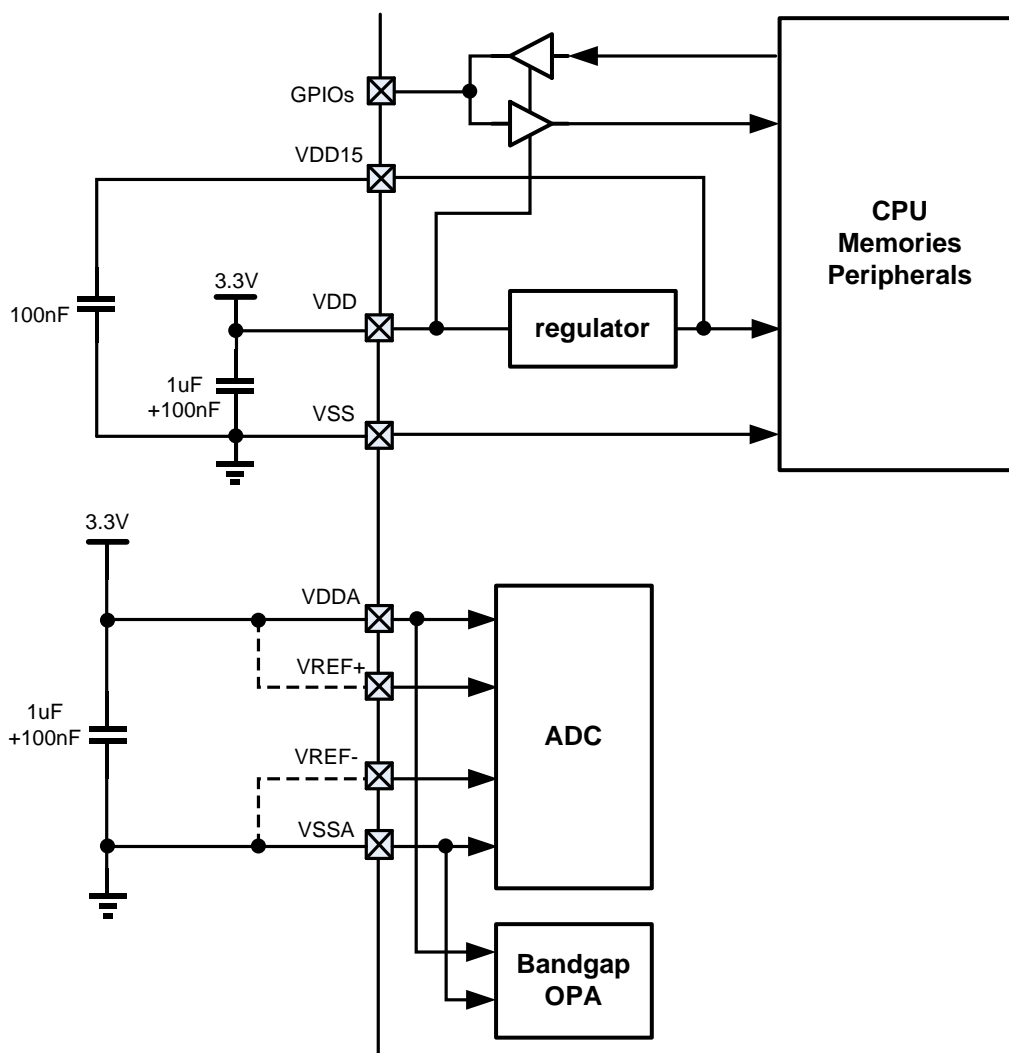 GPIOs
VDD15
CPU
Memories
Peripherals
3.3V
VDD
100nF
regulator
1uF
+100nF
VSS
3.3V
VDDA
VREF+
1uF
+100nF
ADC
VREF-
VSSA
Bandgap
OPA